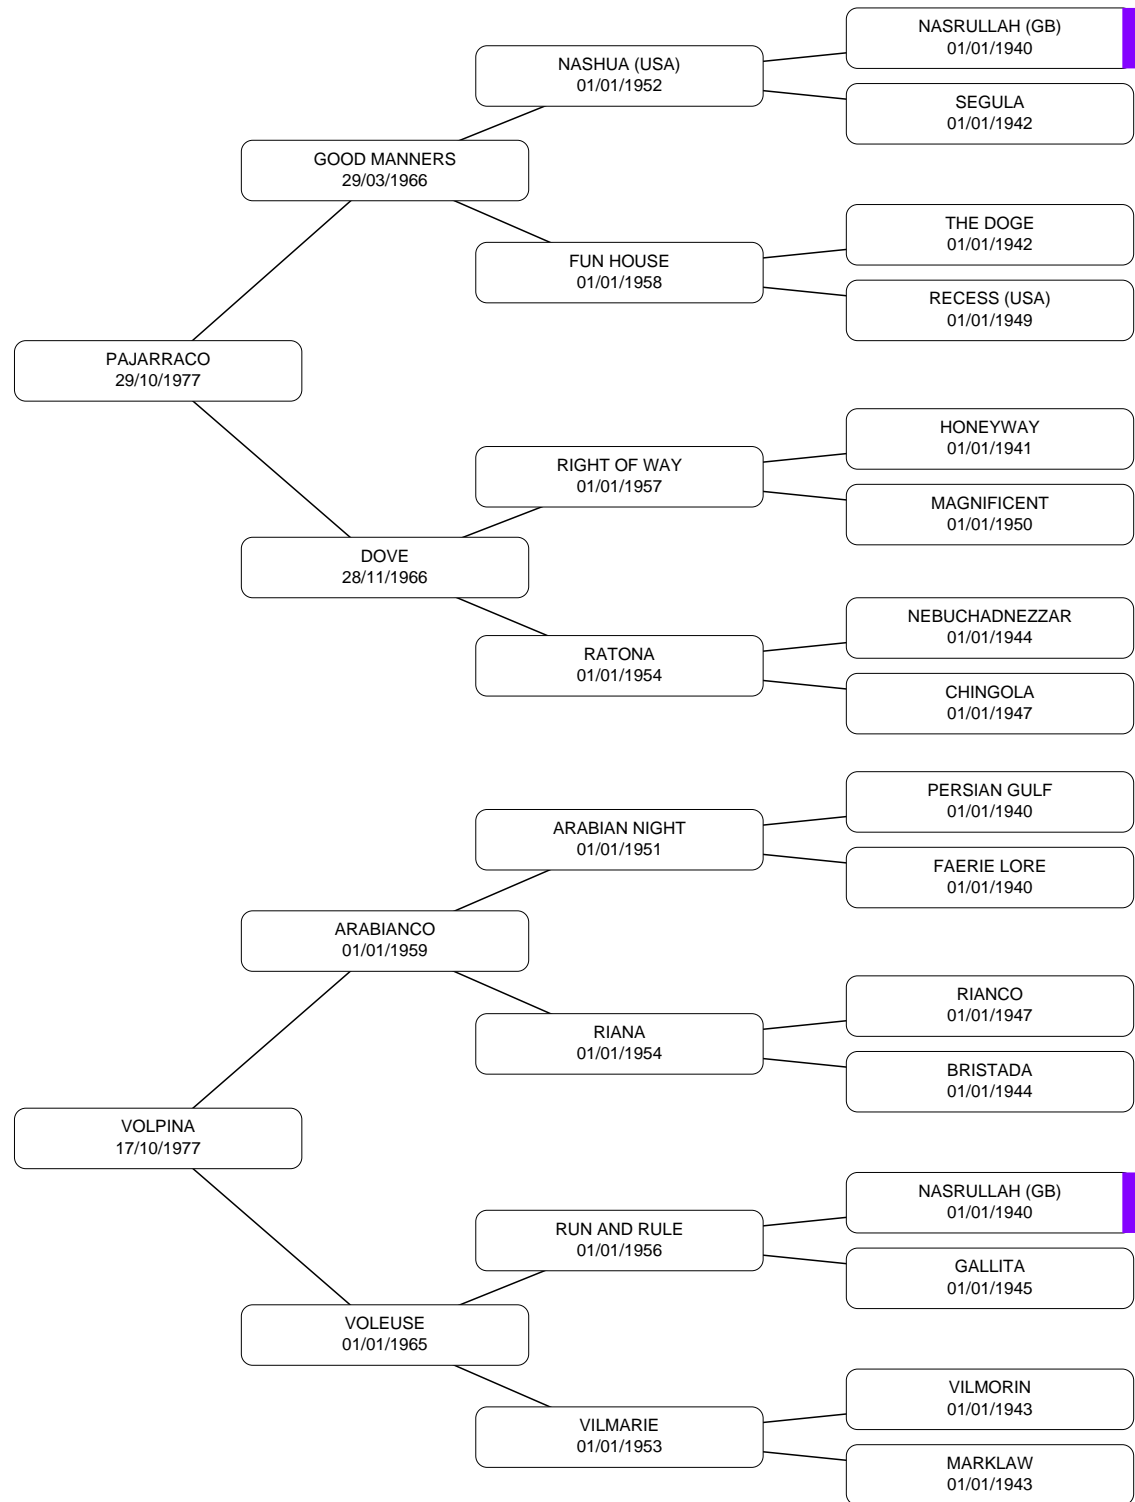 NASRULLAH (GB)
01/01/1940
NASHUA (USA)
01/01/1952
SEGULA
01/01/1942
GOOD MANNERS
29/03/1966
THE DOGE
01/01/1942
FUN HOUSE
01/01/1958
RECESS (USA)
01/01/1949
PAJARRACO
29/10/1977
HONEYWAY
01/01/1941
RIGHT OF WAY
01/01/1957
MAGNIFICENT
01/01/1950
DOVE
28/11/1966
NEBUCHADNEZZAR
01/01/1944
RATONA
01/01/1954
CHINGOLA
01/01/1947
PERSIAN GULF
01/01/1940
ARABIAN NIGHT
01/01/1951
FAERIE LORE
01/01/1940
ARABIANCO
01/01/1959
RIANCO
01/01/1947
RIANA
01/01/1954
BRISTADA
01/01/1944
VOLPINA
17/10/1977
NASRULLAH (GB)
01/01/1940
RUN AND RULE
01/01/1956
GALLITA
01/01/1945
VOLEUSE
01/01/1965
VILMORIN
01/01/1943
VILMARIE
01/01/1953
MARKLAW
01/01/1943